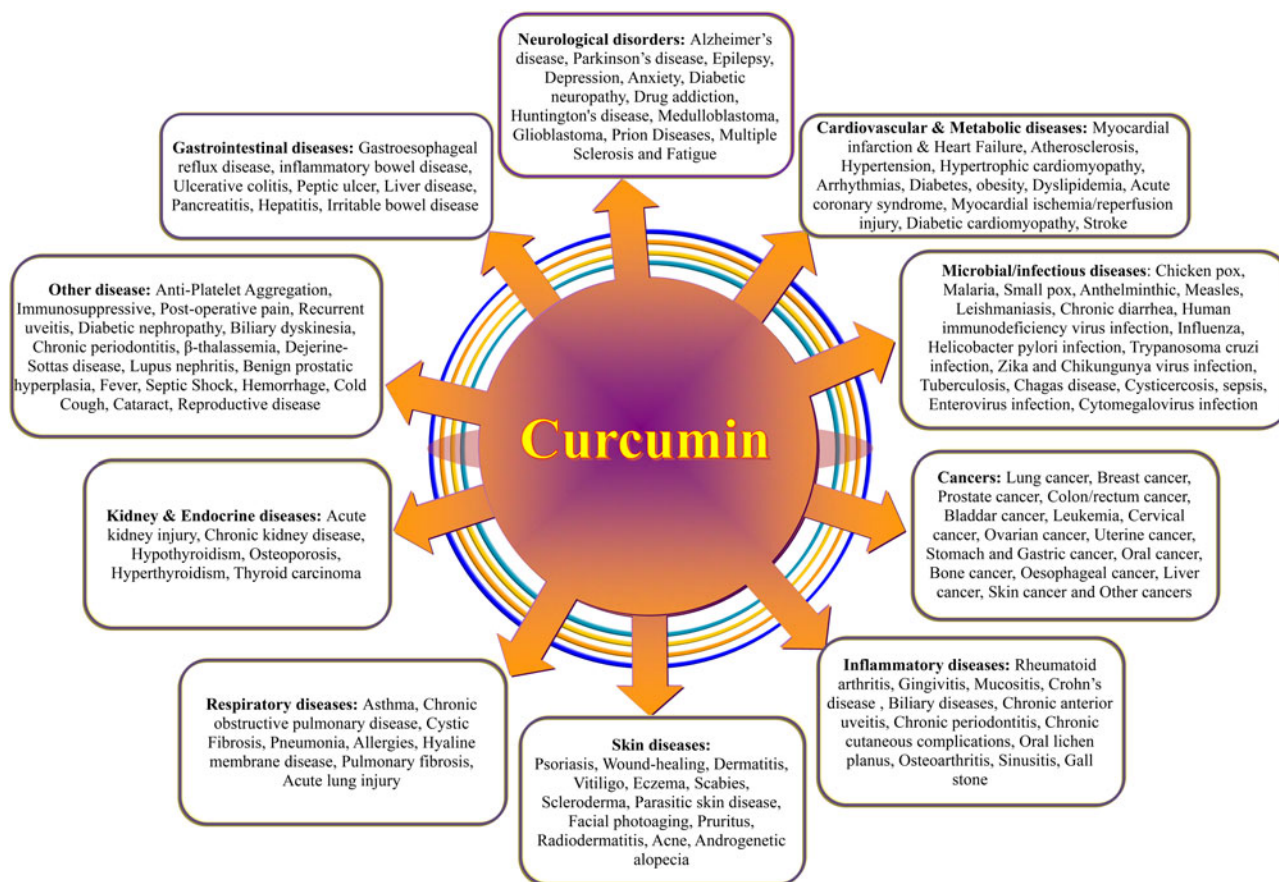 Neurological disorders: Alzheimer's
disease, Parkinson's disease, Epilepsy,
Depression, Anxiety, Diabetic
neuropathy, Drug addiction,
Huntington's disease, Medulloblastoma,
Glioblastoma, Prion Diseases, Multiple
Sclerosis and Fatigue
Cardiovascular & Metabolic diseases: Myocardial
infarction & Heart Failure, Atherosclerosis,
Hypertension, Hypertrophic cardiomyopathy,
Arrhythmias, Diabetes, obesity, Dyslipidemia, Acute
coronary syndrome, Myocardial ischemia/reperfusion
injury, Diabetic cardiomyopathy, Stroke
Microbial/infectious diseases: Chicken pox,
Malaria, Small pox, Anthelminthic, Measles,
Leishmaniasis, Chronic diarrhea, Human
immunodeficiency virus infection, Influenza,
Helicobacter pylori infection, Trypanosoma cruzi
infection, Zika and Chikungunya virus infection,
Tuberculosis, Chagas disease, Cysticercosis, sepsis,
Enterovirus infection, Cytomegalovirus infection
Cancers: Lung cancer, Breast cancer,
Prostate cancer, Colon/rectum cancer,
Bladdar cancer, Leukemia, Cervical
cancer, Ovarian cancer, Uterine cancer,
Stomach and Gastric cancer, Oral cancer,
Bone cancer, Oesophageal cancer, Liver
cancer, Skin cancer and Other cancers
Inflammatory diseases: Rheumatoid
arthritis, Gingivitis, Mucositis, Crohn's
disease , Biliary diseases, Chronic anterior
uveitis, Chronic periodontitis, Chronic
cutaneous complications, Oral lichen
planus, Osteoarthritis, Sinusitis, Gall
stone
Skin diseases:
Psoriasis, Wound-healing, Dermatitis,
Vitiligo, Eczema, Scabies,
Scleroderma, Parasitic skin disease,
Facial photoaging, Pruritus,
Radiodermatitis, Acne, Androgenetic
alopecia
Respiratory diseases: Asthma, Chronic
obstructive pulmonary disease, Cystic
Fibrosis, Pneumonia, Allergies, Hyaline
membrane disease, Pulmonary fibrosis,
Acute lung injury
Kidney & Endocrine diseases: Acute
kidney injury, Chronic kidney disease,
Hypothyroidism, Osteoporosis,
Hyperthyroidism, Thyroid carcinoma
Other disease: Anti-Platelet Aggregation,
Immunosuppressive, Post-operative pain, Recurrent
uveitis, Diabetic nephropathy, Biliary dyskinesia,
Chronic periodontitis, β-thalassemia, Dejerine-
Sottas disease, Lupus nephritis, Benign prostatic
hyperplasia, Fever, Septic Shock, Hemorrhage, Cold
Cough, Cataract, Reproductive disease
Gastrointestinal diseases: Gastroesophageal
reflux disease, inflammatory bowel disease,
Ulcerative colitis, Peptic ulcer, Liver disease,
Pancreatitis, Hepatitis, Irritable bowel disease
Curcumin